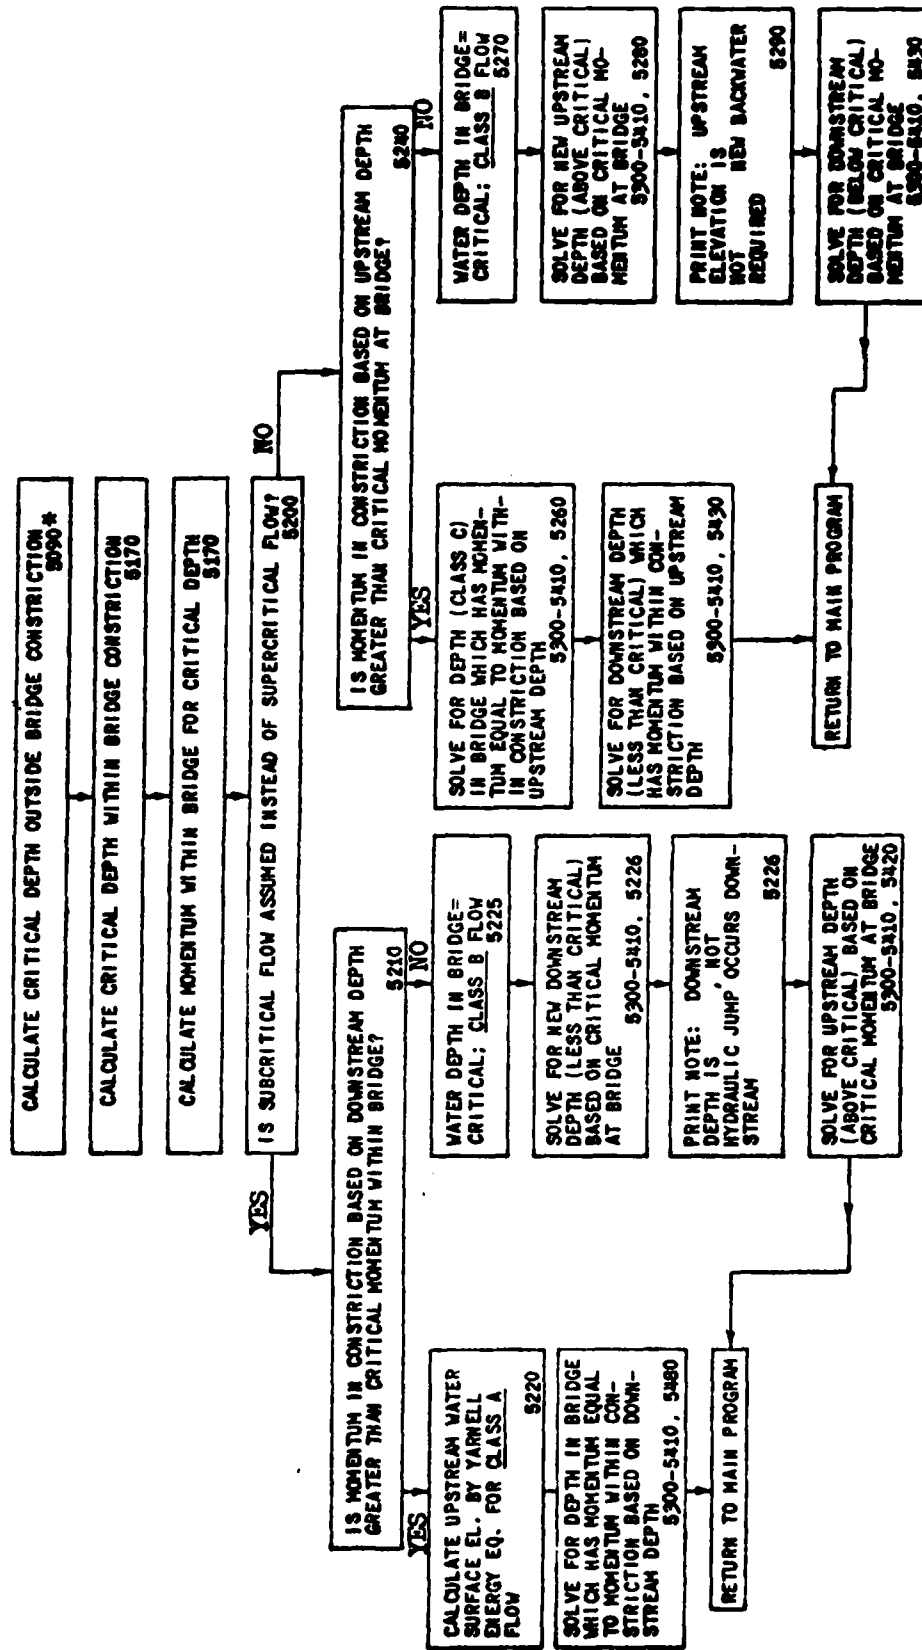 CALCULATE CRITICAL DEPTH OUTSIDE BRIDGE CONSTRICTION
5090*
CALCULATE CRITICAL DEPTH WITHIN BRIDGE CONSTRICTION
5170
CALCULATE MOMENTUM WITHIN BRIDGE FOR CRITICAL DEPTH
5170
IS SUBCRITICAL FLOW ASSUMED INSTEAD OF SUPERCRITICAL FLOW?
5200
YES
NO
IS MOMENTUM IN CONSTRICTION BASED ON DOWNSTREAM DEPTH
GREATER THAN CRITICAL MOMENTUM WITHIN BRIDGE?
5210
YES
NO
CALCULATE UPSTREAM WATER
SURFACE EL. BY YARNELL
ENERGY EQ. FOR CLASS A
FLOW
5220
SOLVE FOR DEPTH IN BRIDGE
WHICH HAS MOMENTUM EQUAL
TO MOMENTUM WITHIN CON-
STRICTION BASED ON DOWN-
STREAM DEPTH
5300-5410, 5480
RETURN TO MAIN PROGRAM
WATER DEPTH IN BRIDGE=
CRITICAL; CLASS B FLOW
5225
SOLVE FOR NEW DOWNSTREAM
DEPTH (LESS THAN CRITICAL)
BASED ON CRITICAL MOMENTUM
AT BRIDGE
5300-5410, 5226
PRINT NOTE: DOWNSTREAM
DEPTH IS NOT
HYDRAULIC JUMP OCCURS DOWN-
STREAM
5226
SOLVE FOR UPSTREAM DEPTH
(ABOVE CRITICAL) BASED ON
CRITICAL MOMENTUM AT BRIDGE
5300-5410, 5420
IS MOMENTUM IN CONSTRICTION BASED ON UPSTREAM DEPTH
GREATER THAN CRITICAL MOMENTUM AT BRIDGE?
5240
YES
NO
SOLVE FOR DEPTH (CLASS C)
IN BRIDGE WHICH HAS MOMEN-
TUM EQUAL TO MOMENTUM WITH-
IN CONSTRICTION BASED ON
UPSTREAM DEPTH
5300-5410, 5260
SOLVE FOR DOWNSTREAM DEPTH
(LESS THAN CRITICAL) WHICH
HAS MOMENTUM WITHIN CON-
STRICTION BASED ON UPSTREAM
DEPTH
5300-5410, 5430
RETURN TO MAIN PROGRAM
WATER DEPTH IN BRIDGE=
CRITICAL; CLASS B FLOW
5270
SOLVE FOR NEW UPSTREAM
DEPTH (ABOVE CRITICAL)
BASED ON CRITICAL MO-
MENTUM AT BRIDGE
5300-5410, 5280
PRINT NOTE: UPSTREAM
ELEVATION IS
NOT NEW BACKWATER
REQUIRED
5290
SOLVE FOR DOWNSTREAM
DEPTH (BELOW CRITICAL)
BASED ON CRITICAL MO-
MENTUM AT BRIDGE
5300-5410, 5430